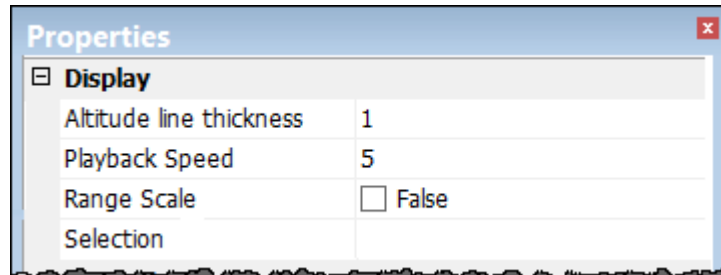 Properties
Display
Altitude line thickness 1
Playback Speed 5
Range Scale False
Selection